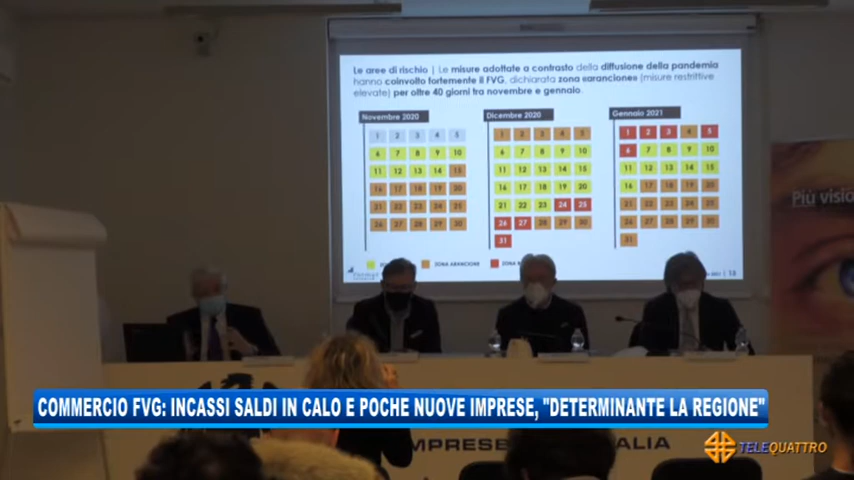 Le aree di rischio | Le misure adottate a contrasto della diffusione della pandemia
hanno coinvolto fortemente il FVG, dichiarata zona «arancione» (misure restrittive
elevate) per oltre 40 giorni tra novembre e gennaio.
Novembre 2020
1 2 3 4 5
6 7 8 9 10
11 12 13 14 15
16 17 18 19 20
21 22 23 24 25
26 27 28 29 30
Dicembre 2020
1 2 3 4 5
6 7 8 9 10
11 12 13 14 15
16 17 18 19 20
21 22 23 24 25
26 27 28 29 30
31
Gennaio 2021
1 2 3 4 5
6 7 8 9 10
11 12 13 14 15
16 17 18 19 20
21 22 23 24 25
26 27 28 29 30
31
ZONA ARANCIONE
ZONA
13
Più visio
COMMERCIO FVG: INCASSI SALDI IN CALO E POCHE NUOVE IMPRESE, "DETERMINANTE LA REGIONE"
IMPRESE
ALIA
TELEQUATTRO